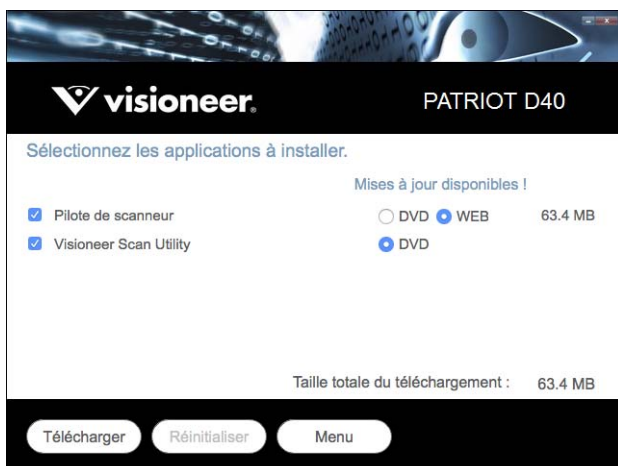 visioneer®
PATRIOT D40
Sélectionnez les applications à installer.
Mises à jour disponibles !
Pilote de scanneur DVD WEB 63.4 MB
Visioneer Scan Utility DVD
Taille totale du téléchargement : 63.4 MB
Télécharger Réinitialiser Menu